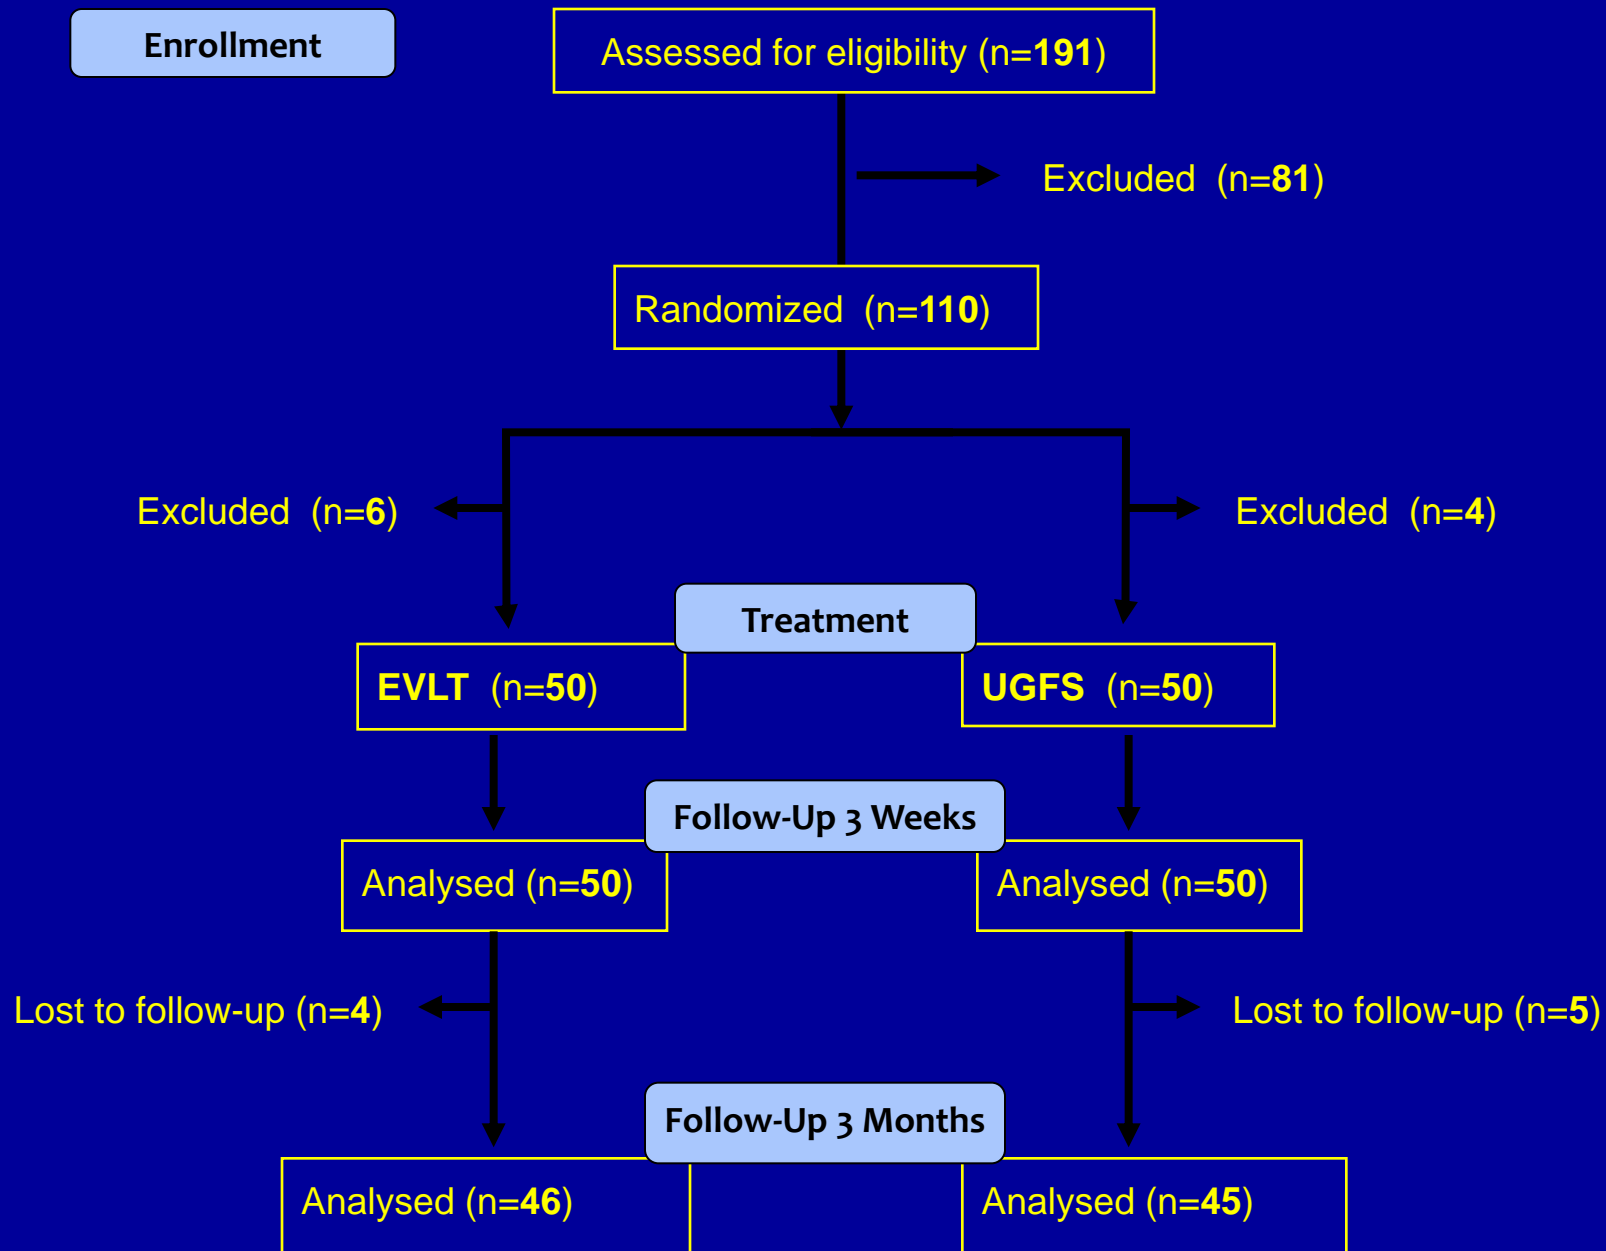 Enrollment
Assessed for eligibility (n=191)
Excluded (n=81)
Randomized (n=110)
Excluded (n=6)
Excluded (n=4)
Treatment
EVLT (n=50)
UGFS (n=50)
Follow-Up 3 Weeks
Analysed (n=50)
Analysed (n=50)
Lost to follow-up (n=4)
Lost to follow-up (n=5)
Follow-Up 3 Months
Analysed (n=46)
Analysed (n=45)